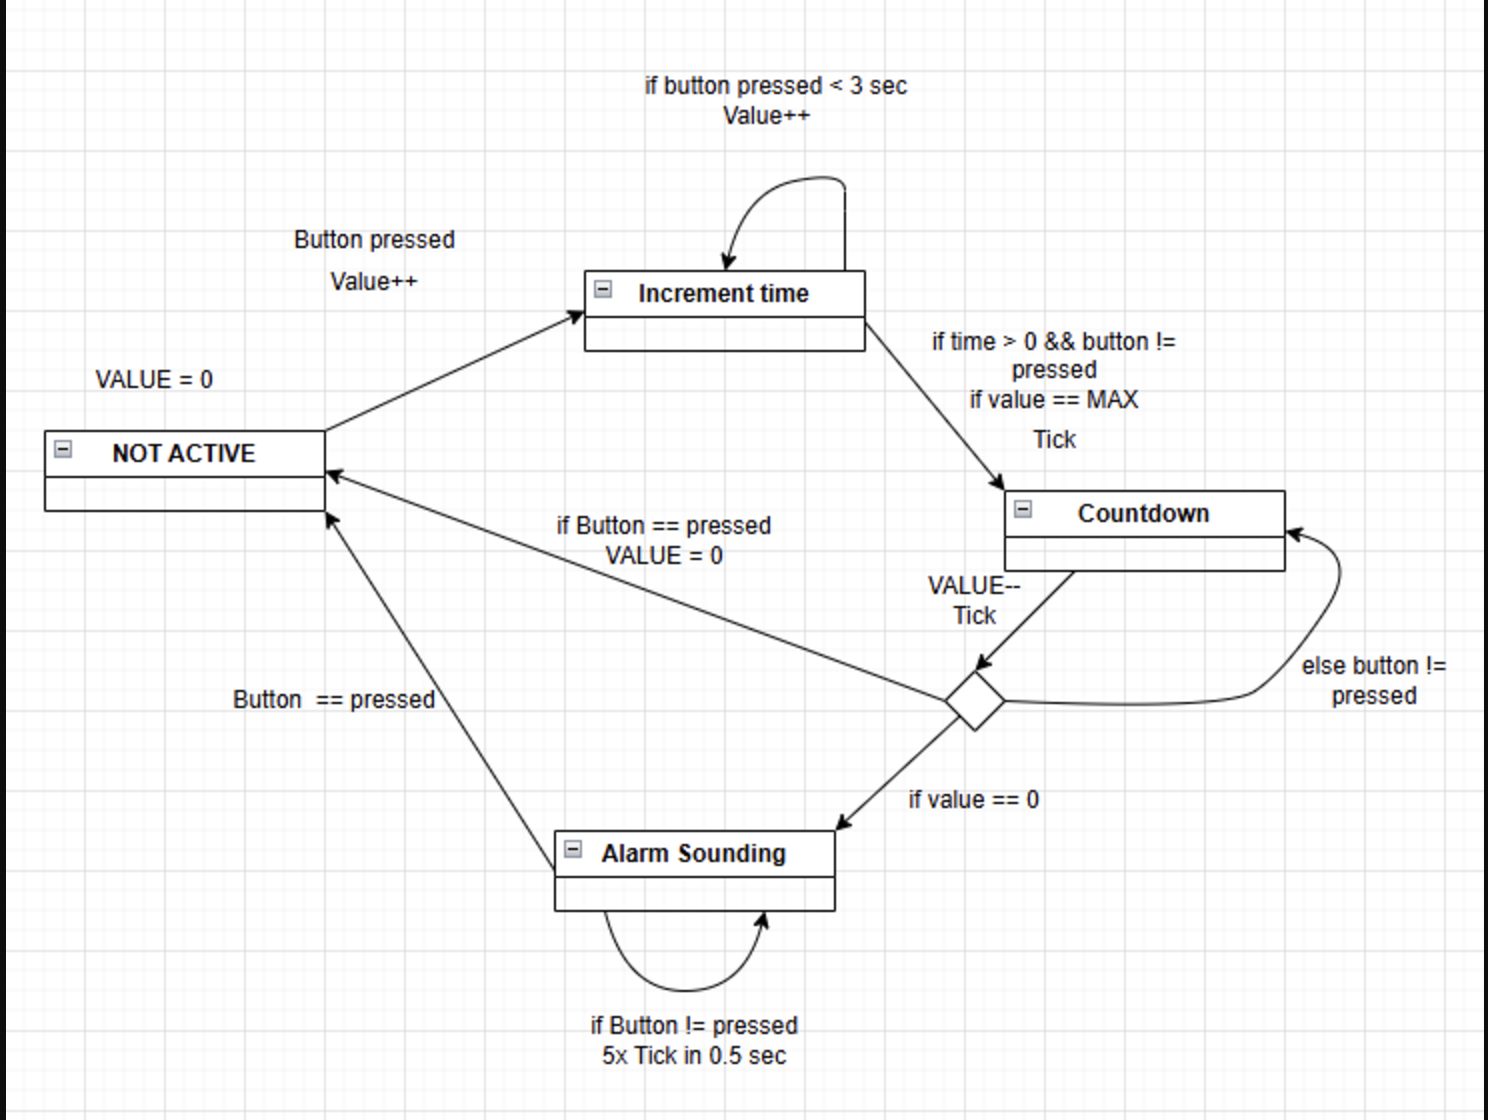 if button pressed < 3 sec
Value++
Button pressed
Value++
Increment time
if time > 0 && button !=
pressed
if value == MAX
Tick
VALUE = 0
NOT ACTIVE
Countdown
if Button == pressed
VALUE = 0
VALUE--
Tick
else button !=
pressed
Button == pressed
if value == 0
Alarm Sounding
if Button != pressed
5x Tick in 0.5 sec